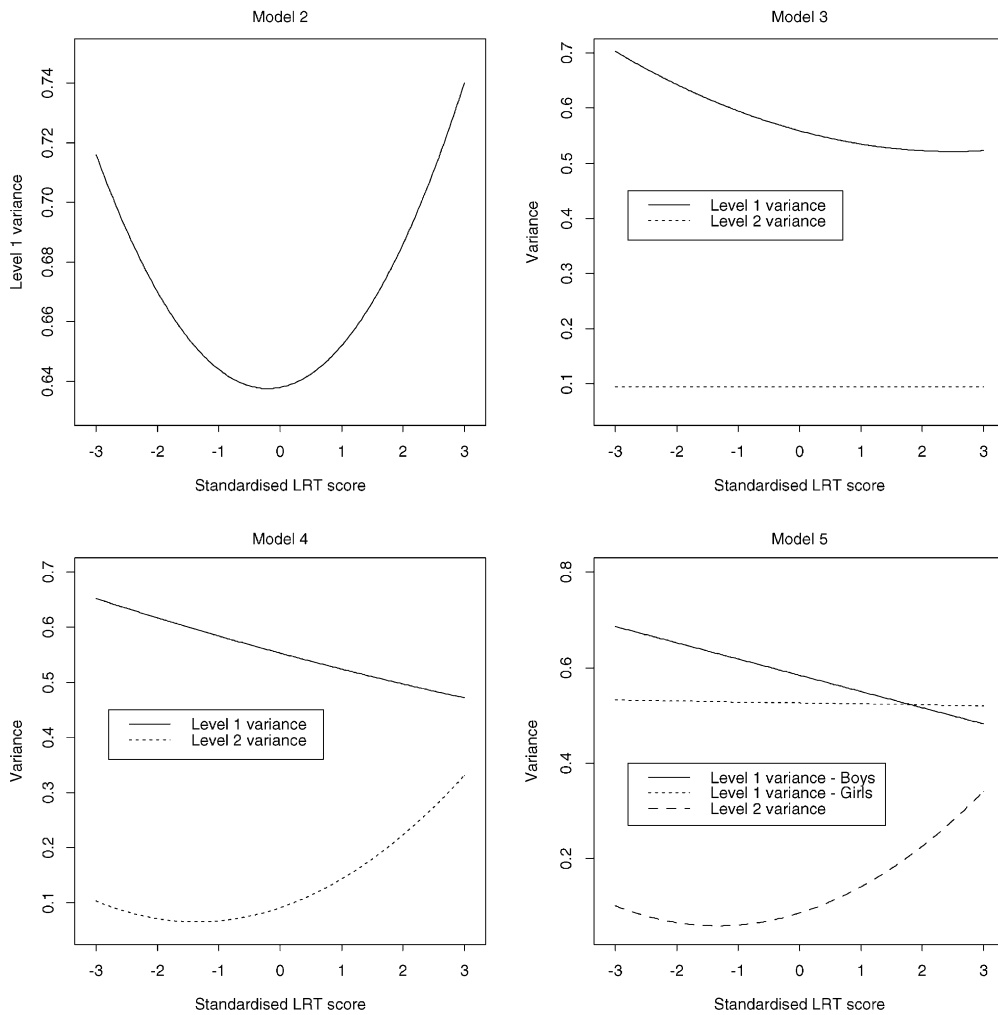 Model 2
Level 1 variance
0.74
0.72
0.70
0.68
0.66
0.64
-3 -2 -1 0 1 2 3
Standardised LRT score
Model 3
Variance
0.7
0.6
0.5
0.4
0.3
0.2
0.1
Level 1 variance
Level 2 variance
-3 -2 -1 0 1 2 3
Standardised LRT score
Model 4
Variance
0.7
0.6
0.5
0.4
0.3
0.2
0.1
Level 1 variance
Level 2 variance
-3 -2 -1 0 1 2 3
Standardised LRT score
Model 5
Variance
0.8
0.6
0.4
0.2
Level 1 variance - Boys
Level 1 variance - Girls
Level 2 variance
-3 -2 -1 0 1 2 3
Standardised LRT score